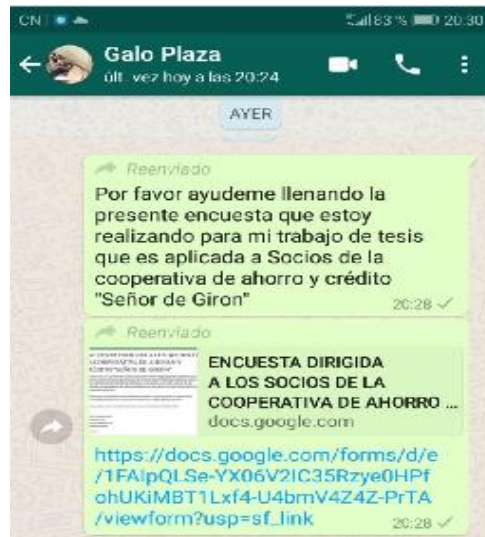 CN 83 % 20:30
Galo Plaza
últ. vez hoy a las 20:24
AYER
Reenviado
Por favor ayudeme llenando la
presente encuesta que estoy
realizando para mi trabajo de tesis
que es aplicada a Socios de la
cooperativa de ahorro y crédito
"Señor de Giron"
20:28
Reenviado
ENCUESTA DIRIGIDA
A LOS SOCIOS DE LA
COOPERATIVA DE AHORRO ...
docs.google.com
https://docs.google.com/forms/d/e
/1FAIpQLSe-YX06V2IC35Rzye0HPf
ohUKiMBT1Lxf4-U4bmV4Z4Z-PrTA
/viewform?usp=sf_link
20:28